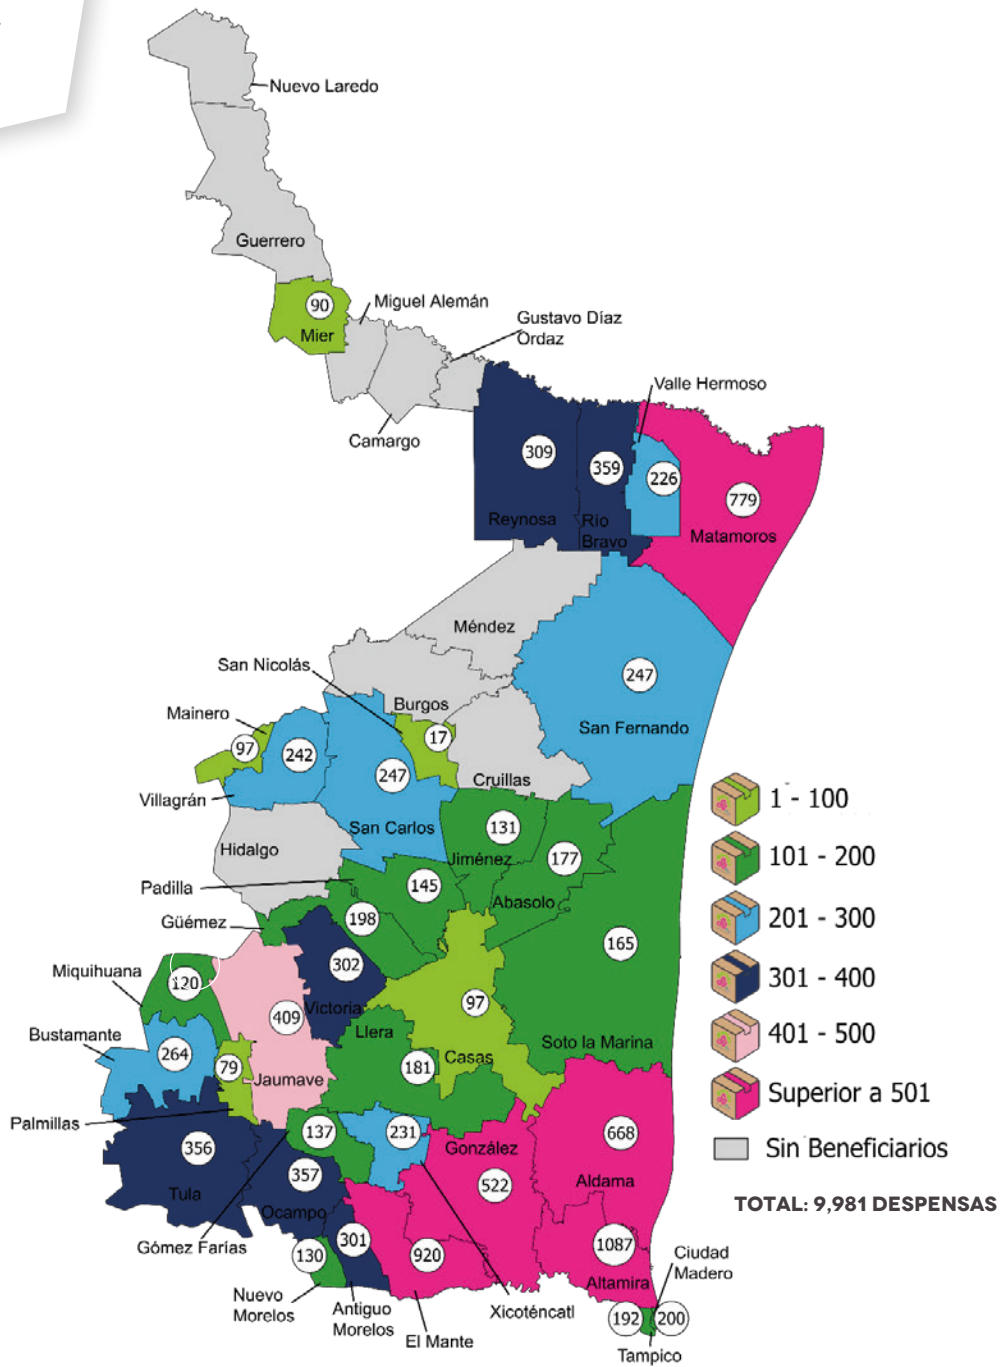 Nuevo Laredo
Guerrero
90
Mier
Miguel Alemán
Gustavo Díaz
Ordaz
Camargo
Valle Hermoso
309
359
226
779
Reynosa
Río
Bravo
Matamoros
Méndez
San Nicolás
247
Burgos
Mainero
San Fernando
17
97
242
247
Cruillas
Villagrán
San Carlos
131
Hidalgo
Jiménez
177
Padilla
145
Abasolo
Güémez
198
165
302
Miquihuana
120
97
Victoria
409
Llera
Bustamante
Soto la Marina
264
79
Casas
181
Jaumave
Palmillas
137
231
668
356
González
357
522
Aldama
Tula
Ocampo
Gómez Farías
301
130
920
1087
Ciudad
Madero
Altamira
Nuevo
Morelos
Antiguo
Morelos
Xicoténcatl
El Mante
192
200
Tampico
1 - 100
101 - 200
201 - 300
301 - 400
401 - 500
Superior a 501
Sin Beneficiarios
TOTAL: 9,981 DESPENSAS